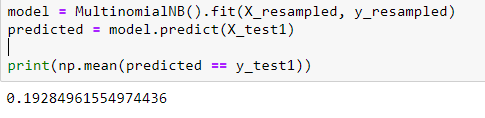 model = MultinomialNB().fit(X_resampled, y_resampled)
predicted = model.predict(X_test1)
print(np.mean(predicted == y_test1))
0.19284961554974436